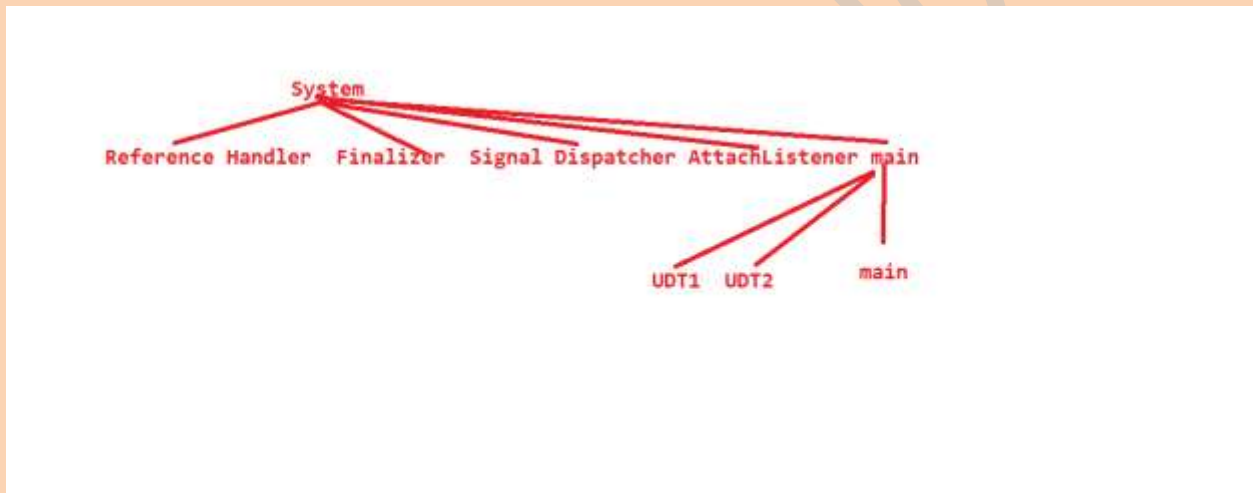 System
Reference Handler Finalizer Signal Dispatcher AttachListener main
UDT1 UDT2 main